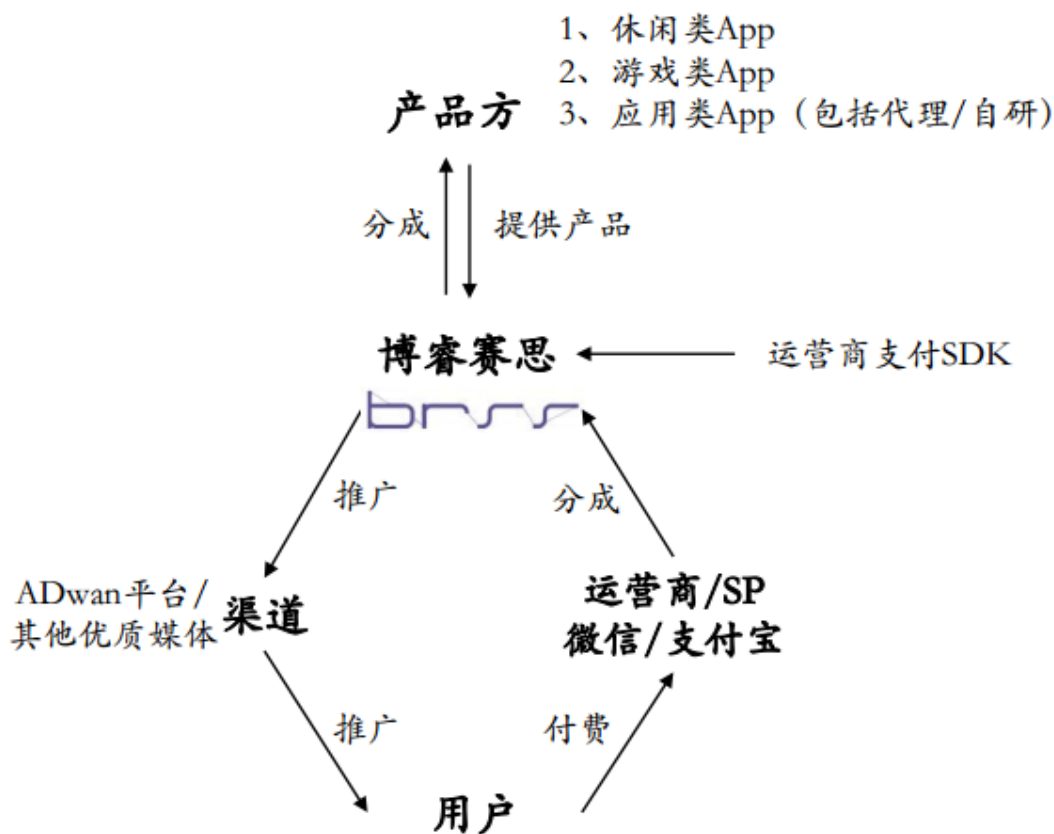 1、休闲类App
2、游戏类App
产品方
3、应用类App（包括代理/自研）
分成
提供产品
博睿赛思
运营商支付SDK
brss
推广
分成
ADwan平台/
其他优质媒体
渠道
运营商/SP
微信/支付宝
推广
付费
用户